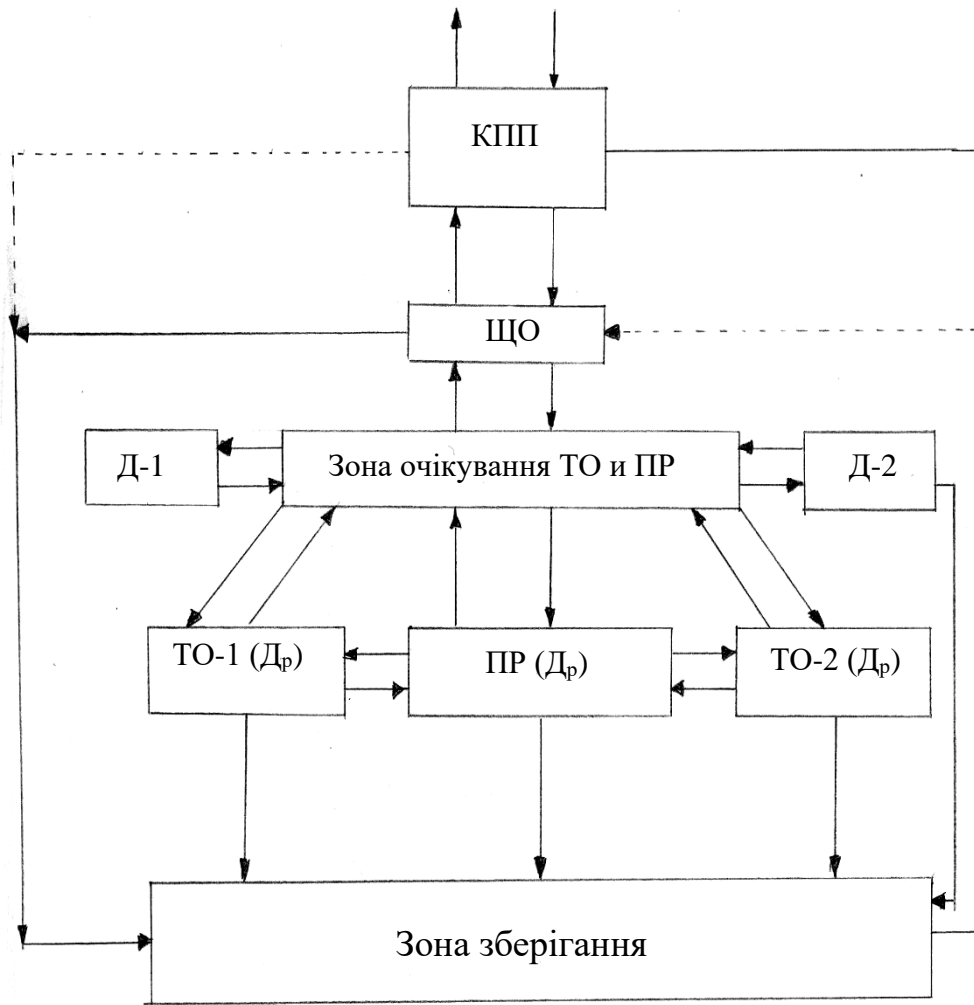 КПП
ЩО
Д-1
Зона очікування ТО и ПР
Д-2
ТО-1 (Др)
ПР (Др)
ТО-2 (Др)
Зона зберігання